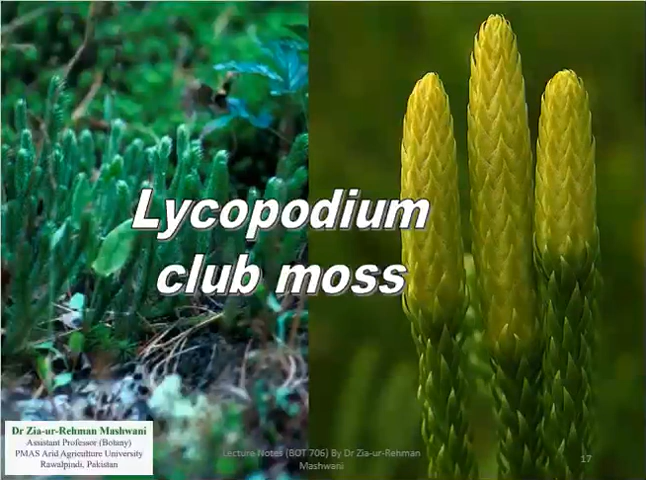 Lycopodium
club moss
Dr Zia-ur-Rehman Mashwani
Assistant Professor (Botany)
PMAS Arid Agriculture University
Rawalpindi, Pakistan
Lecture Notes (BOT 706) By Dr Zia-ur-Rehman
Mashwani
17